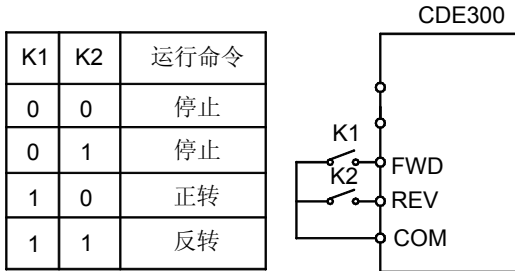 CDE300
K1 K2 运行命令
0 0 停止
0 1 停止
1 0 正转
1 1 反转
K1
FWD
K2
REV
COM